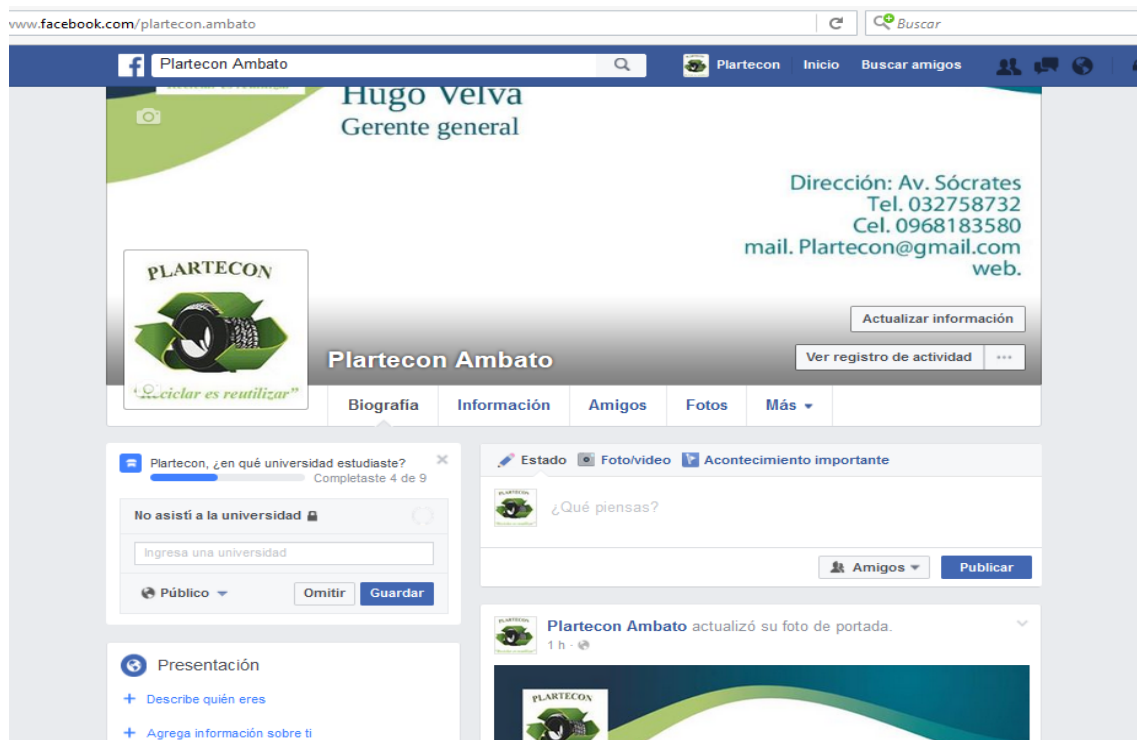 www.facebook.com/plartecon.ambato
Buscar
Plartecon Ambato
Plartecon Inicio Buscar amigos
Hugo Velva
Gerente general
Dirección: Av. Sócrates
Tel. 032758732
Cel. 0968183580
mail. Plartecon@gmail.com
web.
PLARTECON
"Reciclar es reutilizar"
Actualizar información
Plartecon Ambato
Ver registro de actividad
Biografía Información Amigos Fotos Más
Plartecon, ¿en qué universidad estudiaste?
Completaste 4 de 9
No asistí a la universidad
Ingresa una universidad
Público Omitir Guardar
Presentación
+ Describe quién eres
+ Agrega información sobre ti
Estado Foto/video Acontecimiento importante
¿Qué piensas?
Amigos Publicar
Plartecon Ambato actualizó su foto de portada.
1 h ·
PLARTECON